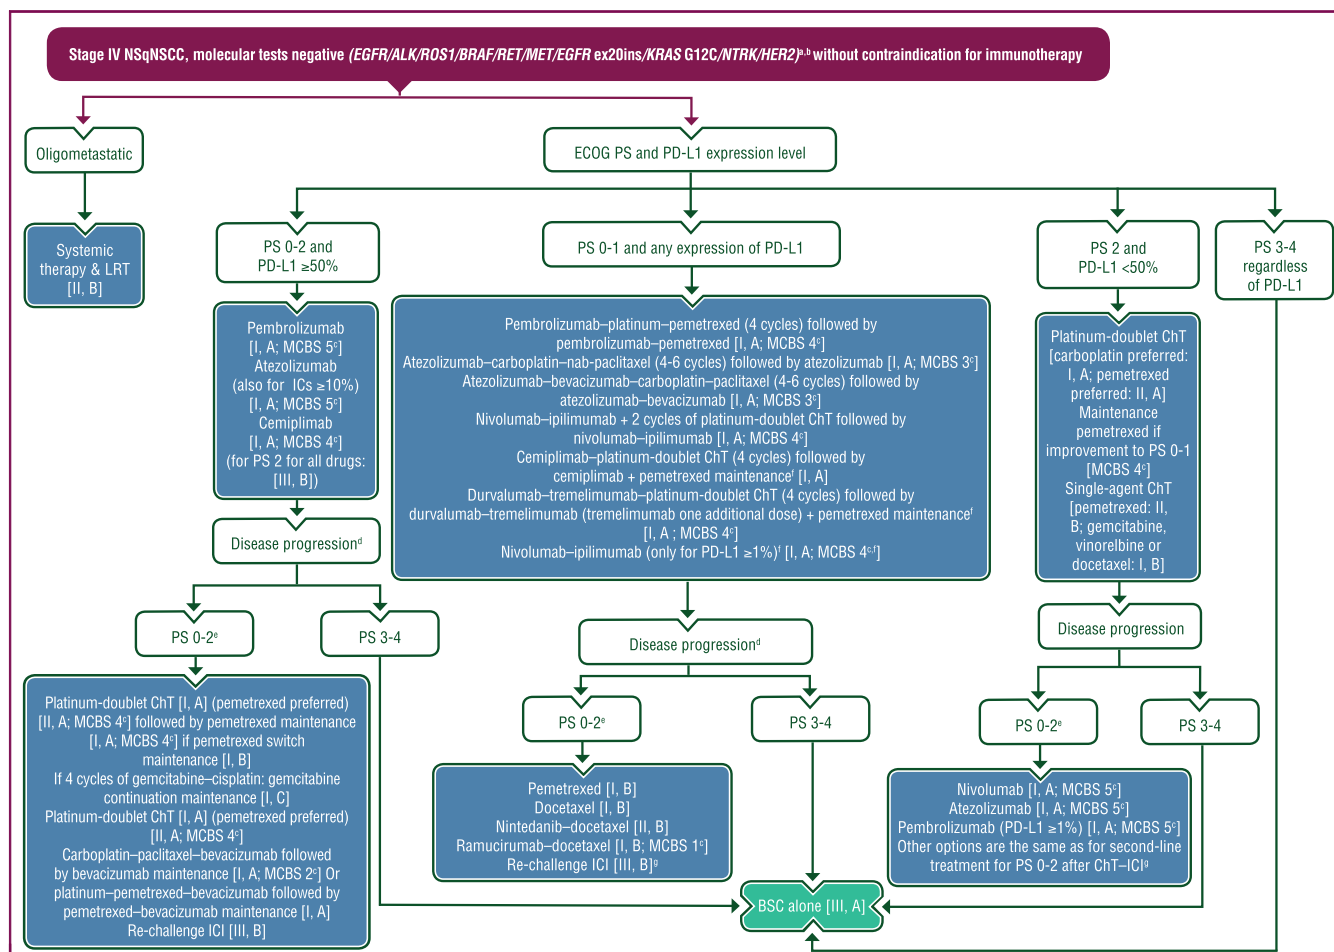 Stage IV NSqNSCC, molecular tests negative (EGFR/ALK/ROS1/BRAF/RET/MET/EGFR ex20ins/KRAS G12C/NTRK/HER2)a,b without contraindication for immunotherapy
Oligometastatic
ECOG PS and PD-L1 expression level
Systemic
therapy & LRT
[II, B]
PS 0-2 and
PD-L1 ≥50%
PS 0-1 and any expression of PD-L1
PS 2 and
PD-L1 <50%
PS 3-4
regardless
of PD-L1
Pembrolizumab
[I, A; MCBS 5c]
Atezolizumab
(also for ICs ≥10%)
[I, A; MCBS 5c]
Cemiplimab
[I, A; MCBS 4c]
(for PS 2 for all drugs:
[III, B])
Pembrolizumab–platinum–pemetrexed (4 cycles) followed by
pembrolizumab–pemetrexed [I, A; MCBS 4c]
Atezolizumab–carboplatin–nab-paclitaxel (4-6 cycles) followed by atezolizumab [I, A; MCBS 3c]
Atezolizumab–bevacizumab–carboplatin–paclitaxel (4-6 cycles) followed by
atezolizumab–bevacizumab [I, A; MCBS 3c]
Nivolumab–ipilimumab + 2 cycles of platinum-doublet ChT followed by
nivolumab–ipilimumab [I, A; MCBS 4c]
Cemiplimab–platinum-doublet ChT (4 cycles) followed by
cemiplimab + pemetrexed maintenancef [I, A]
Durvalumab–tremelimumab–platinum-doublet ChT (4 cycles) followed by
durvalumab–tremelimumab (tremelimumab one additional dose) + pemetrexed maintenancef
[I, A ; MCBS 4c]
Nivolumab–ipilimumab (only for PD-L1 ≥1%)f [I, A; MCBS 4c,f]
Platinum-doublet ChT
[carboplatin preferred:
I, A; pemetrexed
preferred: II, A]
Maintenance
pemetrexed if
improvement to PS 0-1
[MCBS 4c]
Single-agent ChT
[pemetrexed: II,
B; gemcitabine,
vinorelbine or
docetaxel: I, B]
Disease progressiond
PS 0-2e
PS 3-4
Platinum-doublet ChT [I, A] (pemetrexed preferred)
[II, A; MCBS 4c] followed by pemetrexed maintenance
[I, A; MCBS 4c] if pemetrexed switch
maintenance [I, B]
If 4 cycles of gemcitabine–cisplatin: gemcitabine
continuation maintenance [I, C]
Platinum-doublet ChT [I, A] (pemetrexed preferred)
[II, A; MCBS 4c]
Carboplatin–paclitaxel–bevacizumab followed
by bevacizumab maintenance [I, A; MCBS 2c] Or
platinum–pemetrexed–bevacizumab followed by
pemetrexed–bevacizumab maintenance [I, A]
Re-challenge ICI [III, B]
Disease progressiond
PS 0-2e
PS 3-4
Pemetrexed [I, B]
Docetaxel [I, B]
Nintedanib–docetaxel [II, B]
Ramucirumab–docetaxel [I, B; MCBS 1c]
Re-challenge ICI [III, B]g
Disease progression
PS 0-2e
PS 3-4
Nivolumab [I, A; MCBS 5c]
Atezolizumab [I, A; MCBS 5c]
Pembrolizumab (PD-L1 ≥1%) [I, A; MCBS 5c]
Other options are the same as for second-line
treatment for PS 0-2 after ChT–ICIg
BSC alone [III, A]